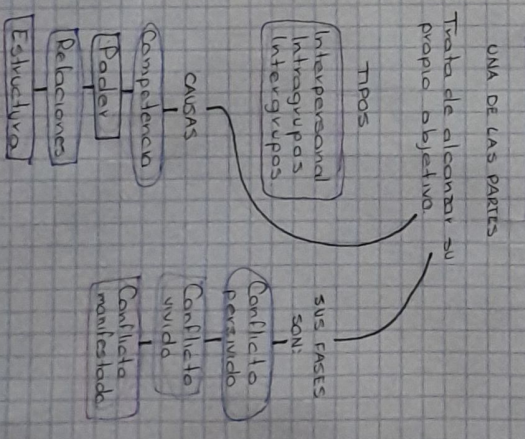 UNA DE LAS PARTES
Trata de alcanzar su
propio objetivo
TIPOS
Interpersonal
Intragrupos
Intergrupos.
CAUSAS
Competencia
Poder
Relaciones
Estructura
SUS FASES
SON:
Conflicto
persivido
Conflicto
vivido
Conflicto
manifestado